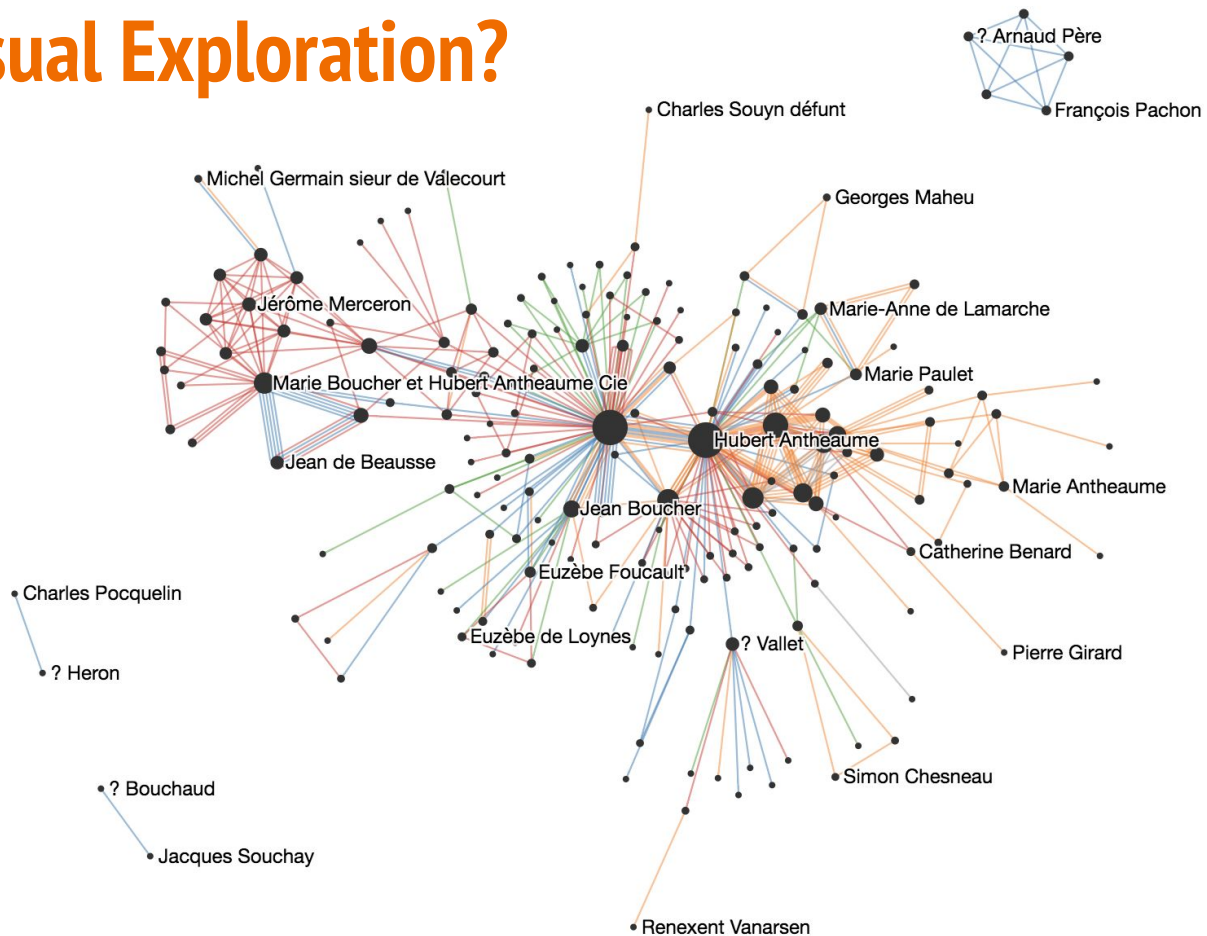 sual Exploration?
? Arnaud Père
François Pachon
Charles Souyn défunt
Michel Germain sieur de Valecourt
Georges Maheu
Jérôme Merceron
Marie-Anne de Lamarche
Marie Paulet
Marie Boucher et Hubert Antheaume Cie
Hubert Antheaume
Jean de Beausse
Marie Antheaume
Jean Boucher
Catherine Benard
Euzèbe Foucault
Charles Pocquelin
Euzèbe de Loynes
? Vallet
Pierre Girard
? Heron
Simon Chesneau
? Bouchaud
Jacques Souchay
Renexent Vanarsen